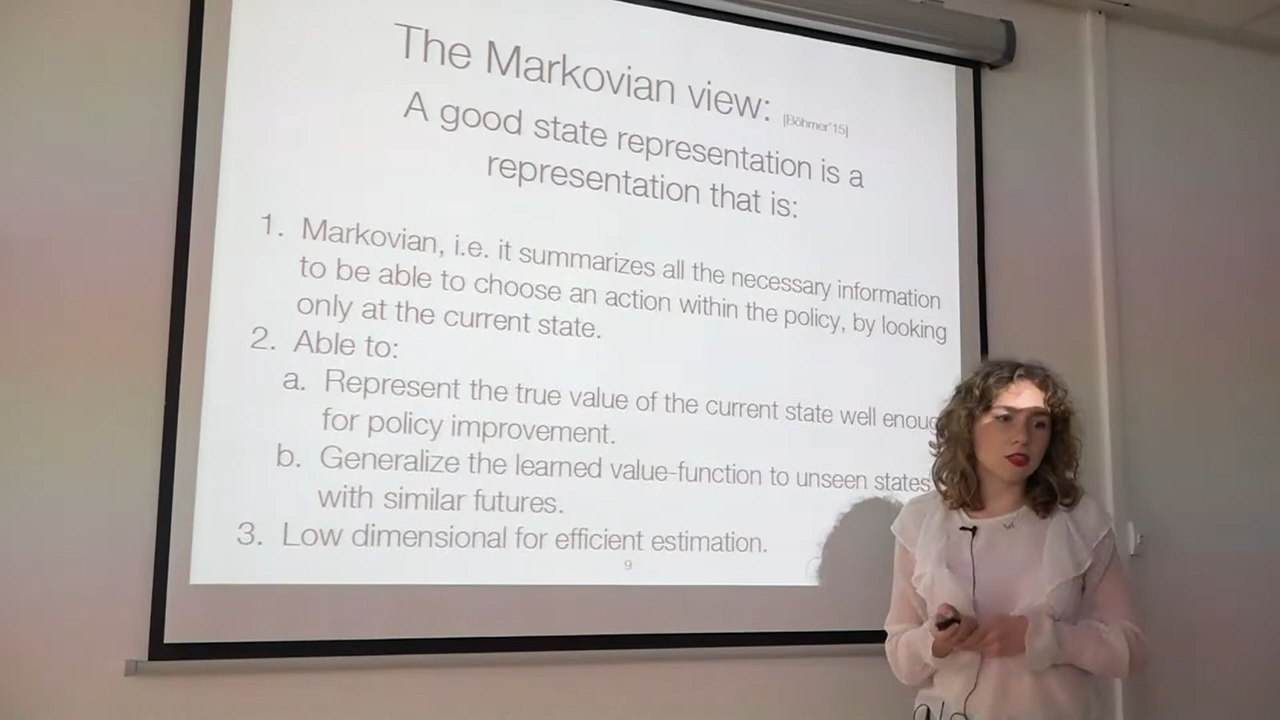 The Markovian view: [Böhmer'15]
A good state representation is a
representation that is:
1. Markovian, i.e. it summarizes all the necessary information
to be able to choose an action within the policy, by looking
only at the current state.
2. Able to:
a. Represent the true value of the current state well enoug
for policy improvement.
b. Generalize the learned value-function to unseen states
with similar futures.
3. Low dimensional for efficient estimation.
9